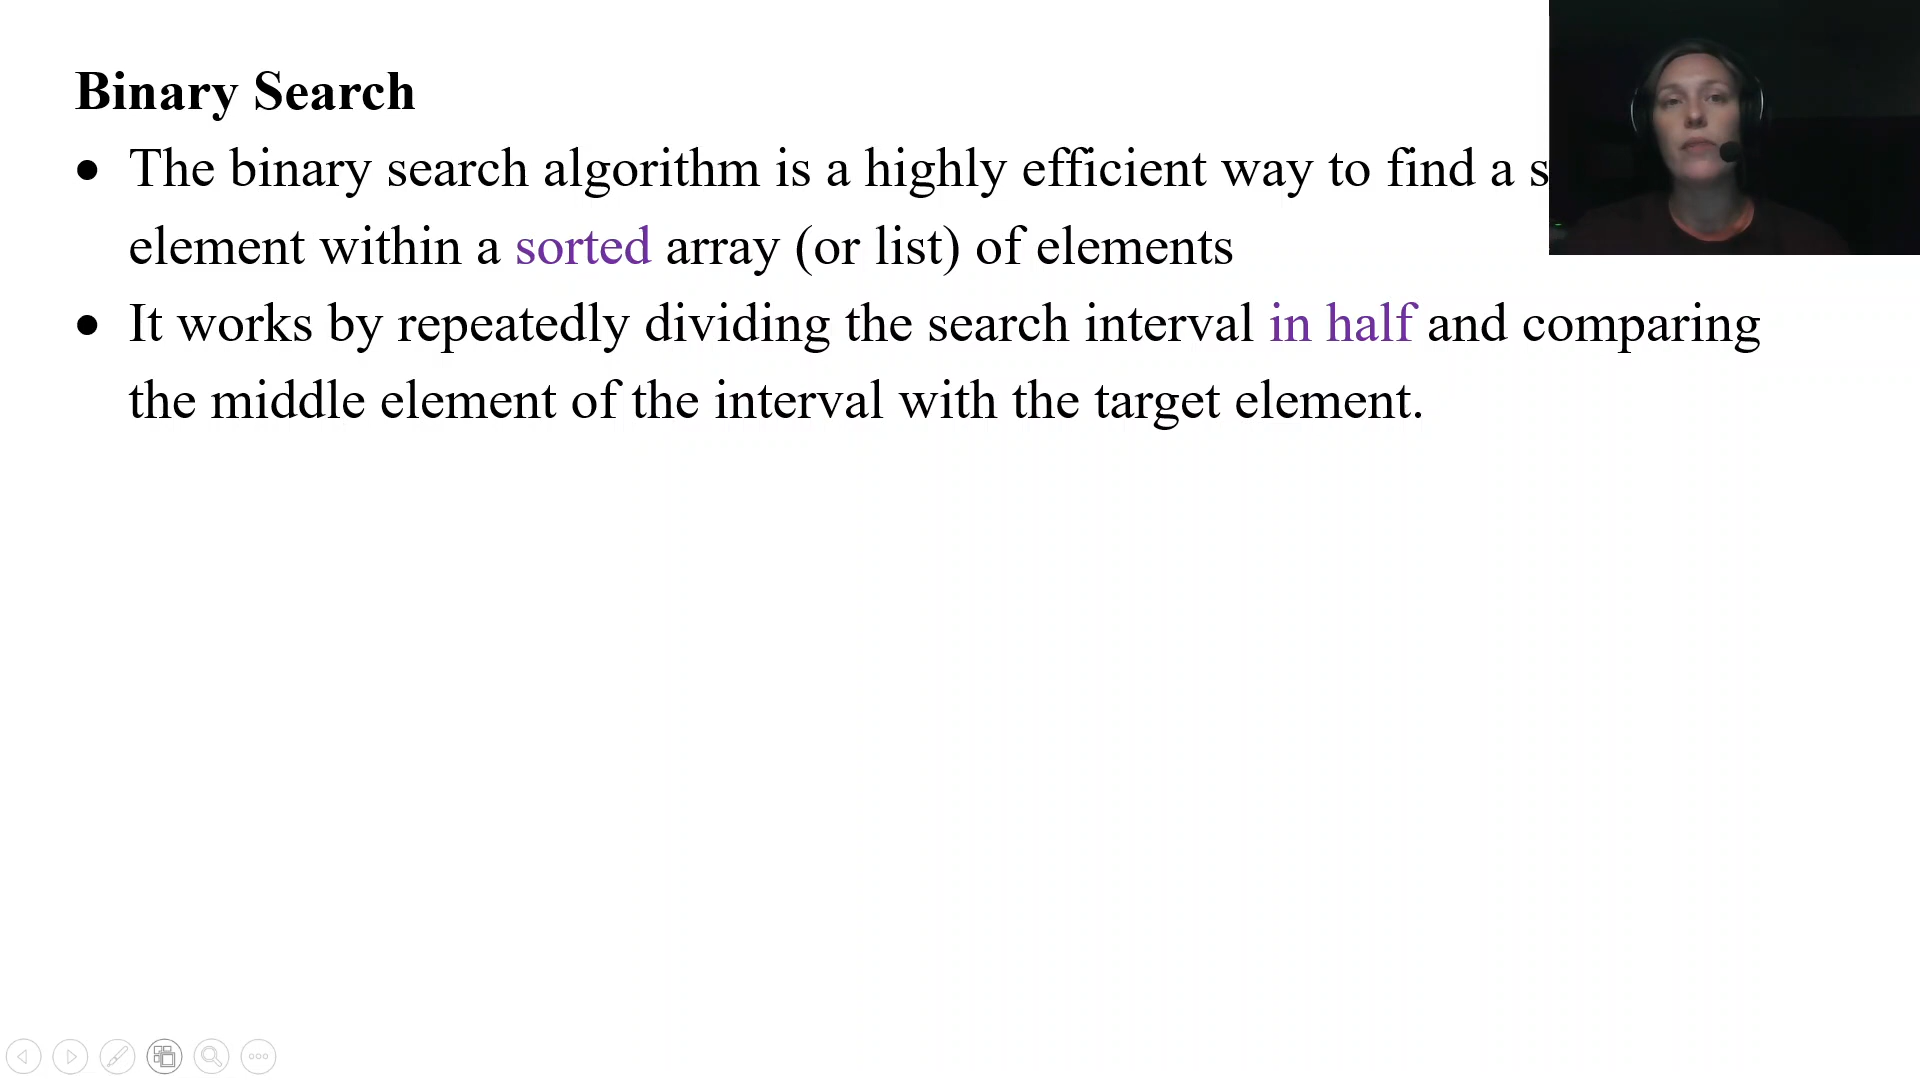 Binary Search
• The binary search algorithm is a highly efficient way to find a
element within a sorted array (or list) of elements
• It works by repeatedly dividing the search interval in half and comparing
the middle element of the interval with the target element.